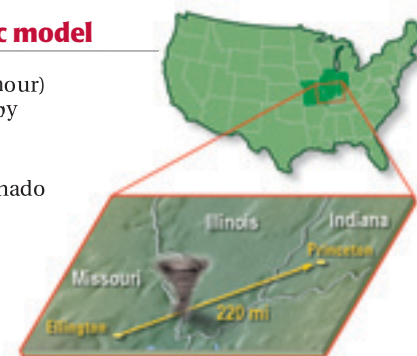 c model
hour)
by
nado
Illinois
Indiana
Princeton
Missouri
220 mi
Ellington